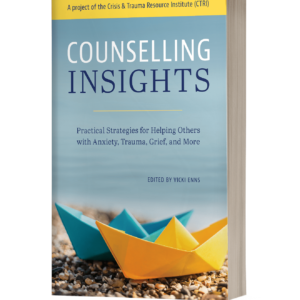 A project of the Crisis & Trauma Resource Institute (CTRI)
COUNSELLING
INSIGHTS
Practical Strategies for Helping Others
with Anxiety, Trauma, Grief, and More
EDITED BY VICKI ENNS